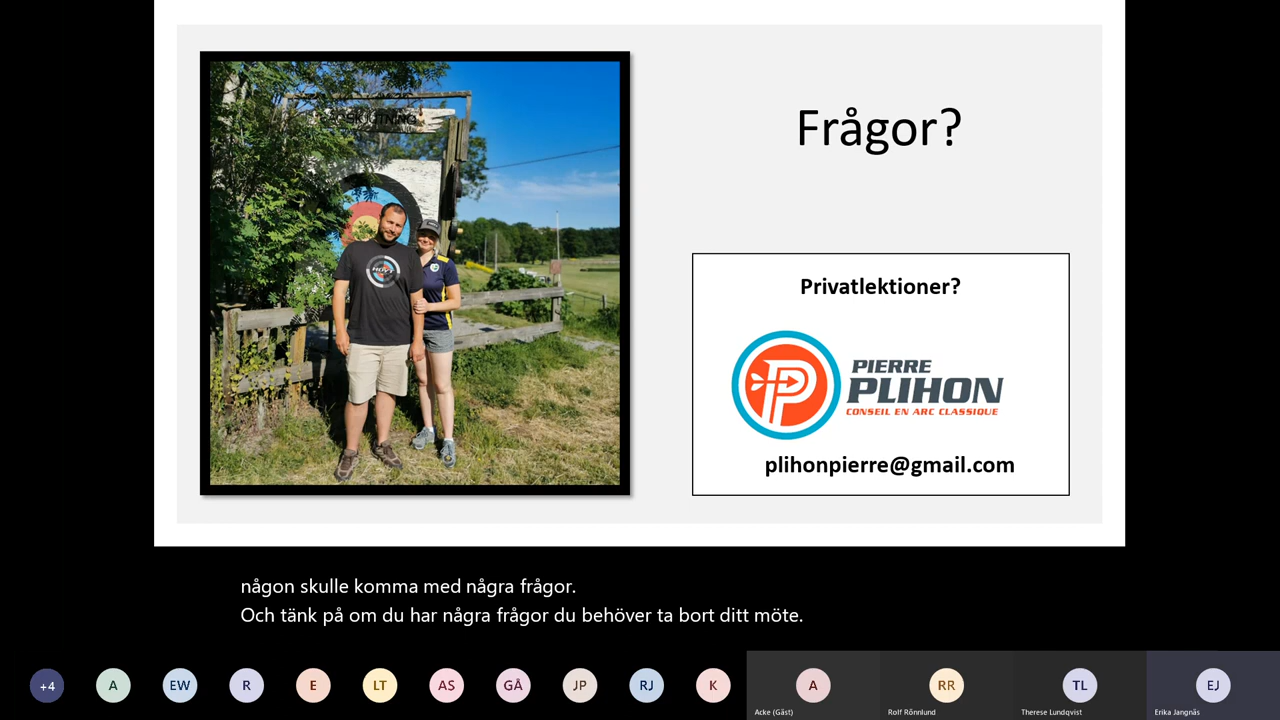 Frågor?
Privatlektioner?
PIERRE
PLIHON
CONSEIL EN ARC CLASSIQUE
plihonpierre@gmail.com
någon skulle komma med några frågor.
Och tänk på om du har några frågor du behöver ta bort ditt möte.
+4 A EW R E LT AS GÅ JP RJ K A RR TL EJ
Acke (Gäst) Rolf Rönnlund Therese Lundqvist Erika Jangnäs